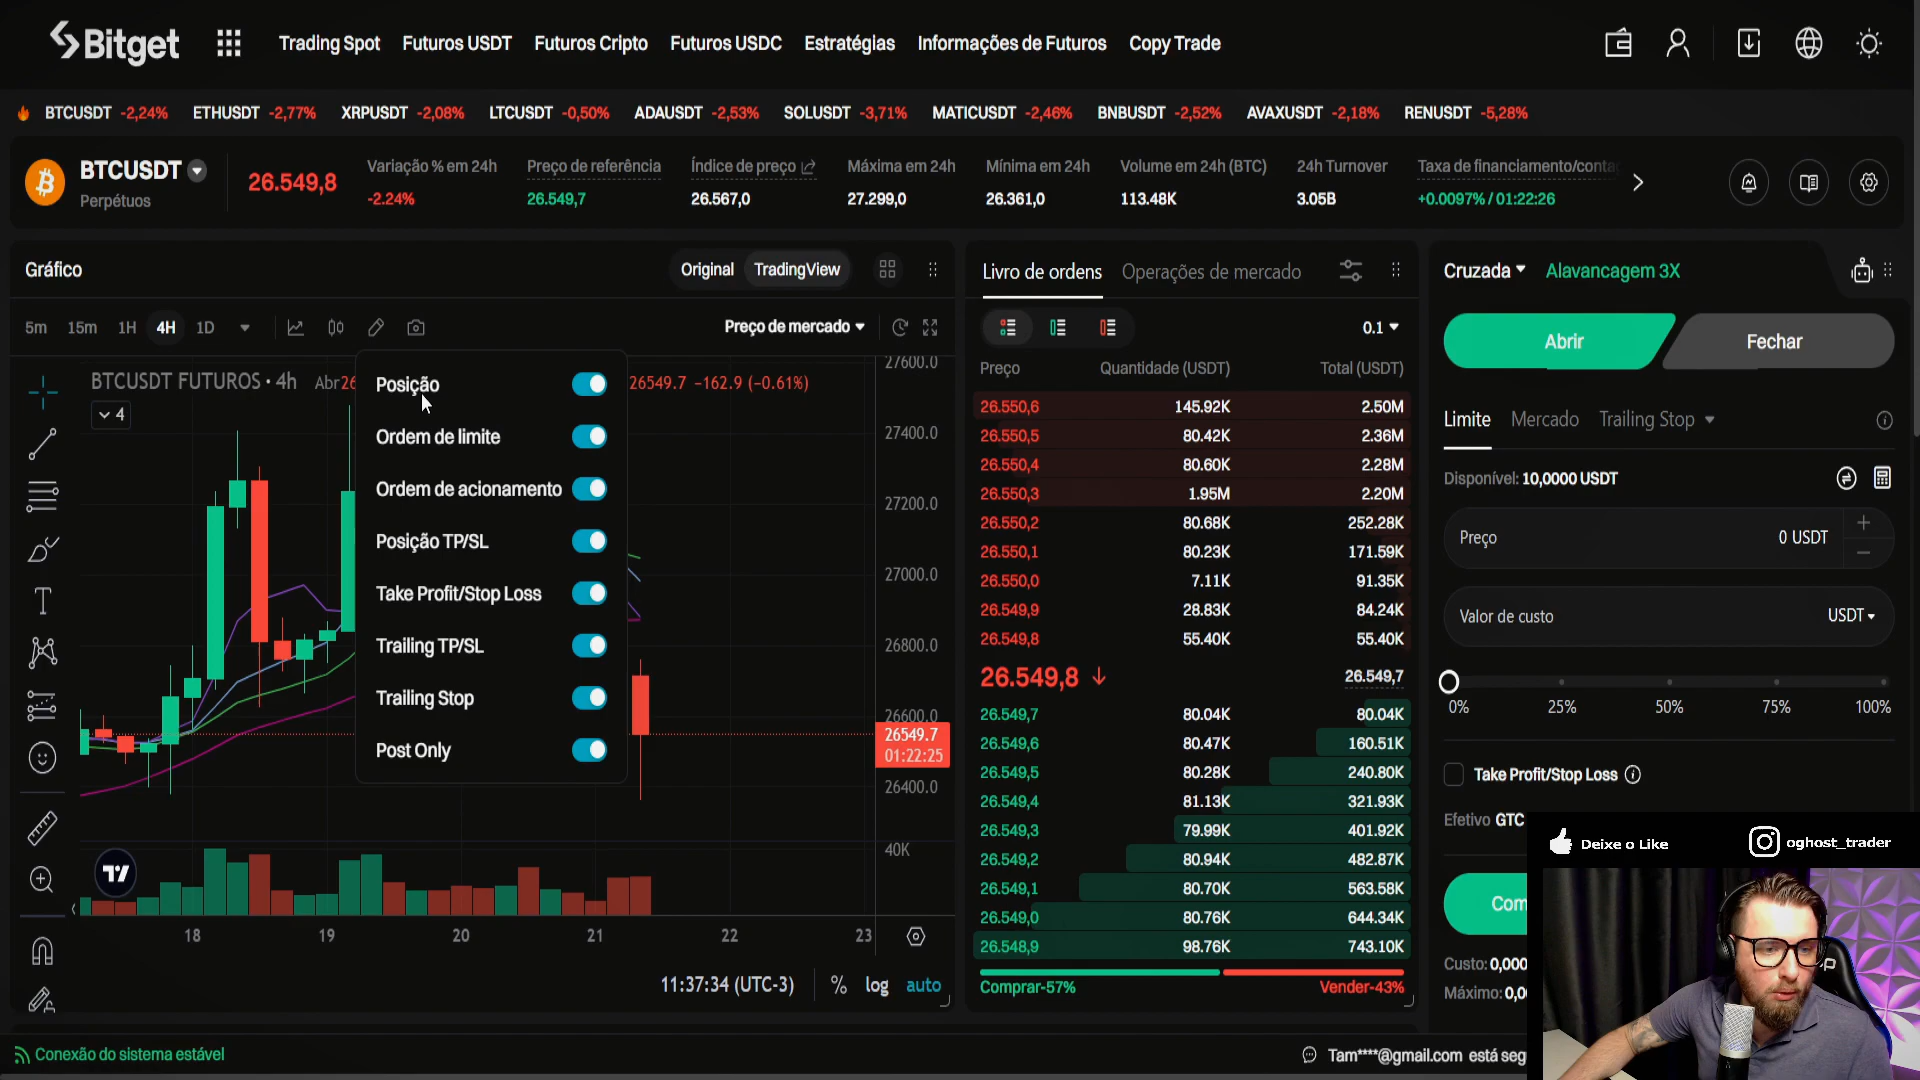 Bitget
Trading Spot Futuros USDT Futuros Cripto Futuros USDC Estratégias Informações de Futuros Copy Trade
BTCUSDT -2,24% ETHUSDT -2,77% XRPUSDT -2,08% LTCUSDT -0,50% ADAUSDT -2,53% SOLUSDT -3,71% MATICUSDT -2,46% BNBUSDT -2,52% AVAXUSDT -2,18% RENUSDT -5,28%
BTCUSDT
Perpétuos
26.549,8
Variação % em 24h
-2.24%
Preço de referência
26.549,7
Índice de preço
26.567,0
Máxima em 24h
27.299,0
Mínima em 24h
26.361,0
Volume em 24h (BTC)
113.48K
24h Turnover
3.05B
Taxa de financiamento/conta
+0.0097% / 01:22:26
Gráfico
Original TradingView
5m 15m 1H 4H 1D
Preço de mercado
BTCUSDT FUTUROS • 4h Abr26
26549.7 −162.9 (−0.61%)
4
Posição
Ordem de limite
Ordem de acionamento
Posição TP/SL
Take Profit/Stop Loss
Trailing TP/SL
Trailing Stop
Post Only
27600.0
27400.0
27200.0
27000.0
26800.0
26600.0
26549.7
01:22:25
26400.0
40K
18 19 20 21 22 23
11:37:34 (UTC-3) % log auto
Livro de ordens Operações de mercado
0.1
Preço Quantidade (USDT) Total (USDT)
26.550,6 145.92K 2.50M
26.550,5 80.42K 2.36M
26.550,4 80.60K 2.28M
26.550,3 1.95M 2.20M
26.550,2 80.68K 252.28K
26.550,1 80.23K 171.59K
26.550,0 7.11K 91.35K
26.549,9 28.83K 84.24K
26.549,8 55.40K 55.40K
26.549,8 26.549,7
26.549,7 80.04K 80.04K
26.549,6 80.47K 160.51K
26.549,5 80.28K 240.80K
26.549,4 81.13K 321.93K
26.549,3 79.99K 401.92K
26.549,2 80.94K 482.87K
26.549,1 80.70K 563.58K
26.549,0 80.76K 644.34K
26.548,9 98.76K 743.10K
Comprar-57% Vender-43%
Cruzada Alavancagem 3X
Abrir Fechar
Limite Mercado Trailing Stop
Disponível: 10,0000 USDT
Preço 0 USDT
Valor de custo USDT
0% 25% 50% 75% 100%
Take Profit/Stop Loss
Efetivo GTC
Deixe o Like oghost_trader
Com
Custo: 0,000
Máximo: 0,0
Conexão do sistema estável
Tam****@gmail.com está seg